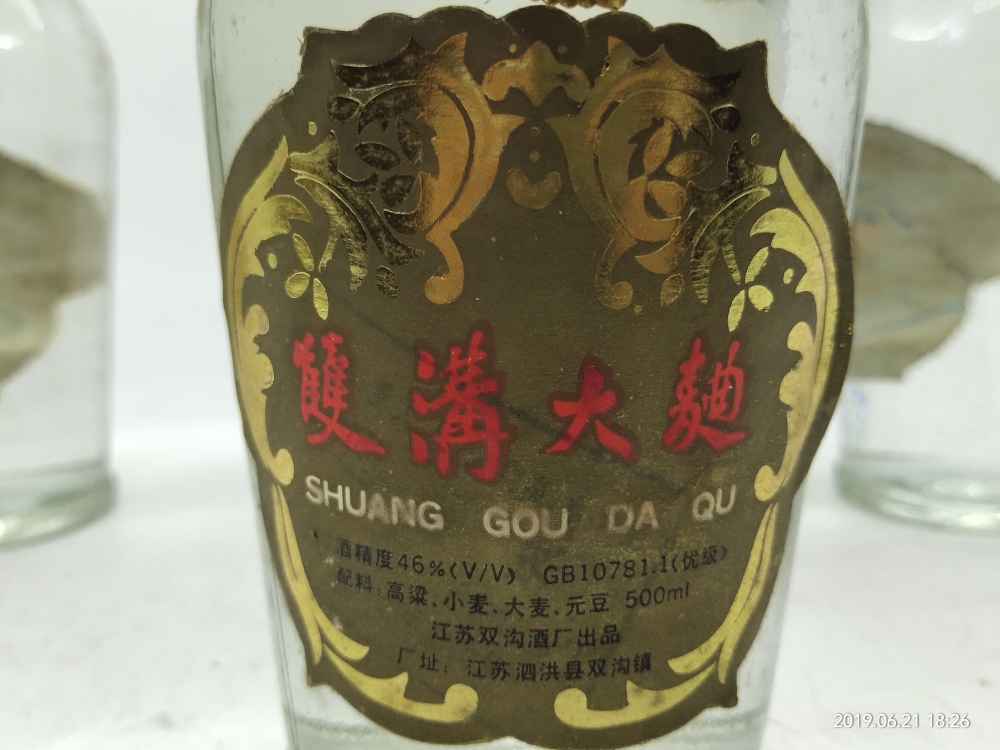 雙溝大麯
SHUANG GOU DA QU
酒精度46%(V/V) GB10781.1(优级)
配料:高粱、小麦、大麦、元豆 500ml
江苏双沟酒厂出品
厂址:江苏泗洪县双沟镇
2019.06.21 18:26